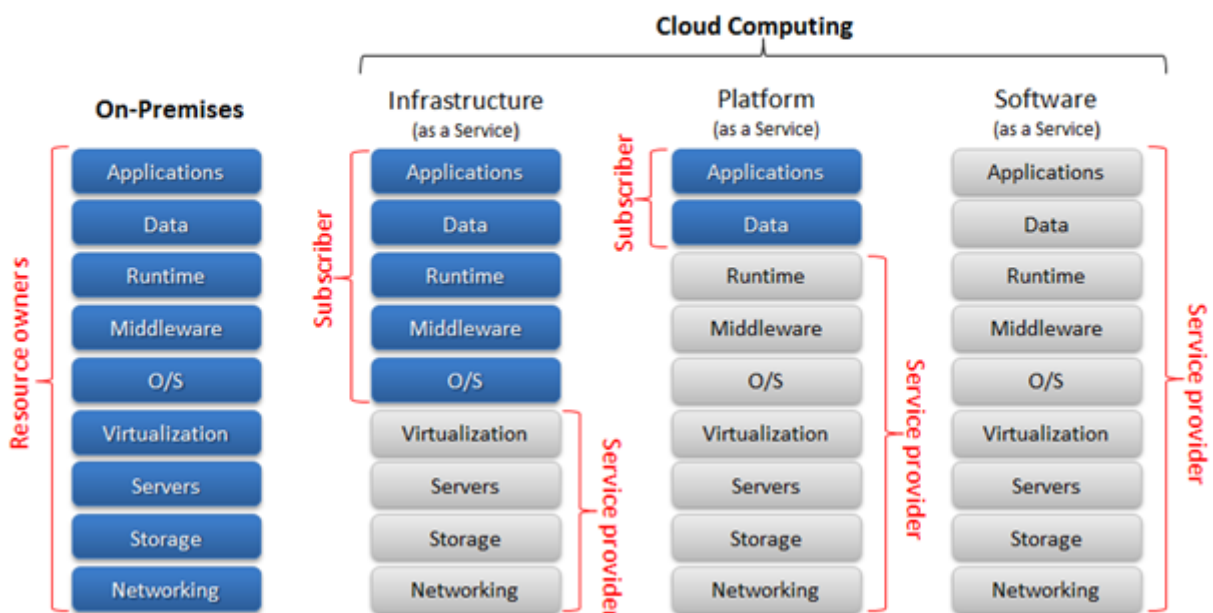 Cloud Computing
On-Premises
Resource owners
Applications
Data
Runtime
Middleware
O/S
Virtualization
Servers
Storage
Networking
Infrastructure
(as a Service)
Subscriber
Applications
Data
Runtime
Middleware
O/S
Virtualization
Servers
Storage
Networking
Service provider
Platform
(as a Service)
Subscriber
Applications
Data
Runtime
Middleware
O/S
Virtualization
Servers
Storage
Networking
Service provider
Software
(as a Service)
Applications
Data
Runtime
Middleware
O/S
Virtualization
Servers
Storage
Networking
Service provider